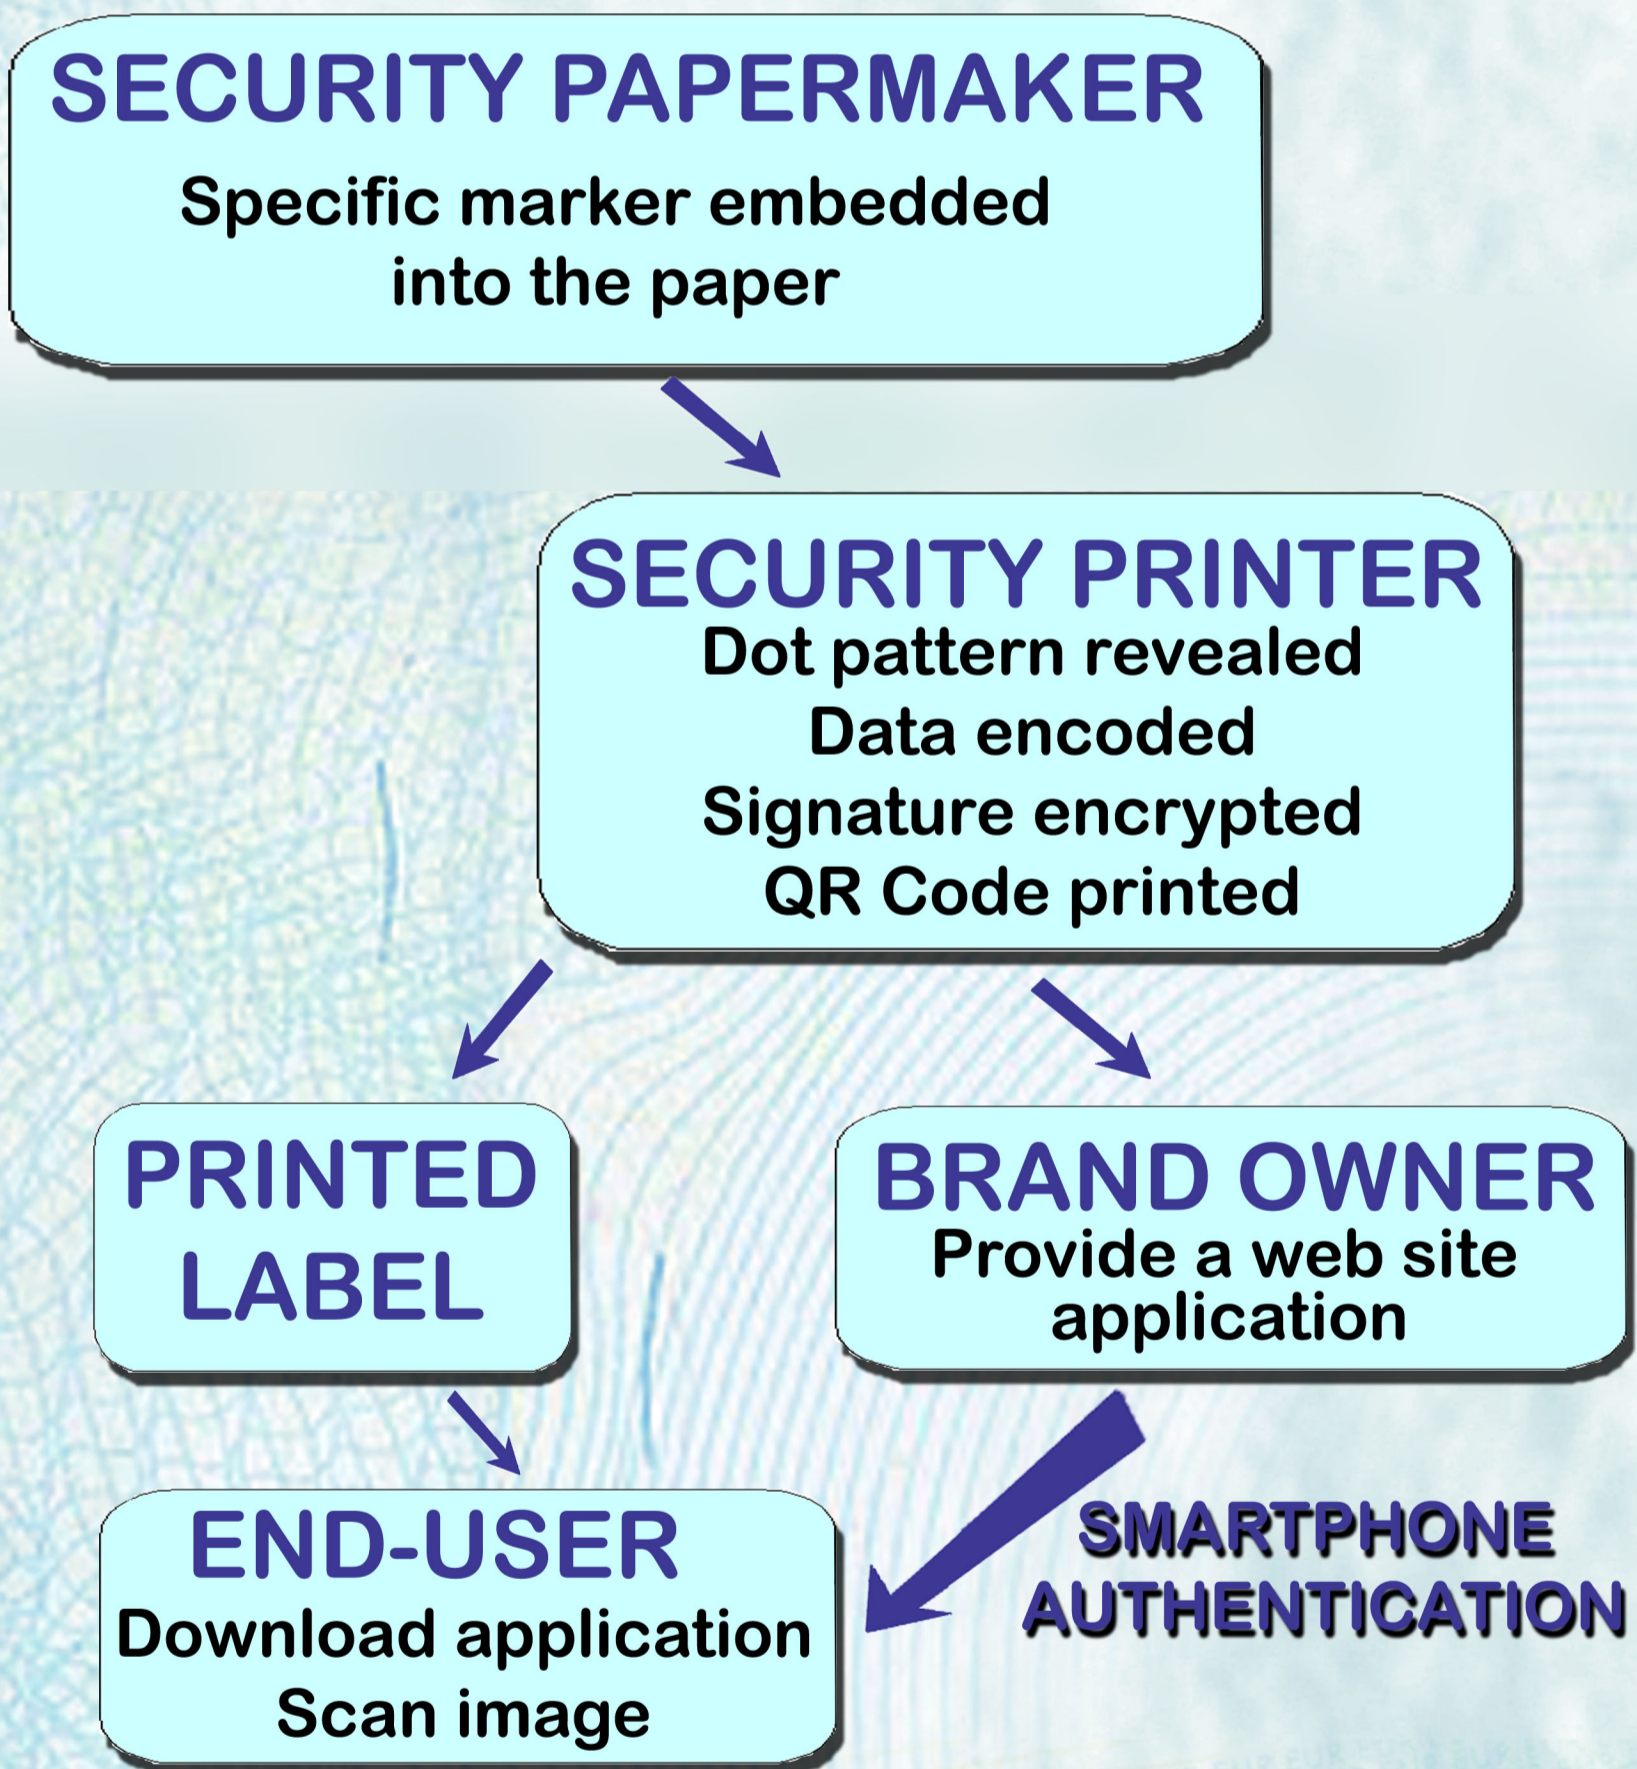 SECURITY PAPERMAKER
Specific marker embedded
into the paper
SECURITY PRINTER
Dot pattern revealed
Data encoded
Signature encrypted
QR Code printed
PRINTED
LABEL
BRAND OWNER
Provide a web site
application
END-USER
Download application
Scan image
SMARTPHONE
AUTHENTICATION